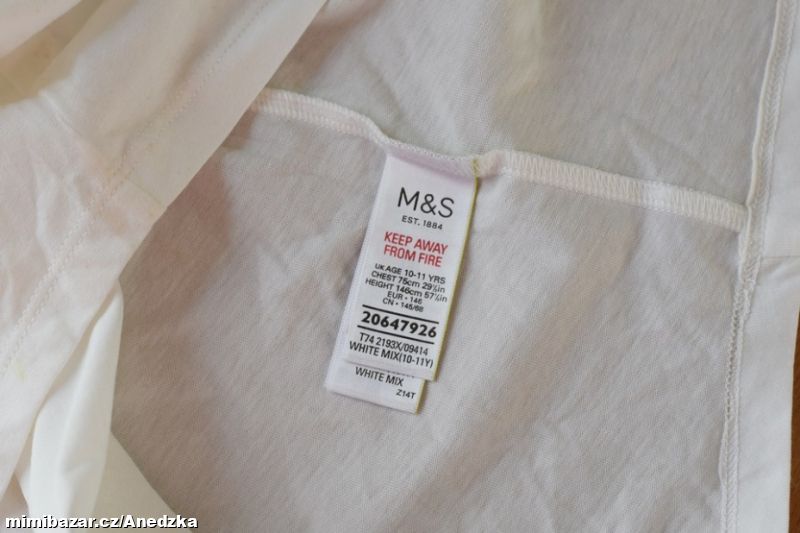 M&S
EST. 1884
KEEP AWAY
FROM FIRE
UK AGE 10-11 YRS
CHEST 75cm 29½in
HEIGHT 146cm 57½in
EUR • 146
CN • 145/68
20647926
T74 2193X/09414
WHITE MIX(10-11Y)
WHITE MIX
Z14T
mimibazar.cz/Anedzka